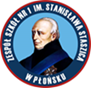 ZESPÓŁ SZKÓŁ NR 1 IM. STANISŁAWA STASZICA
W PŁOŃSKU